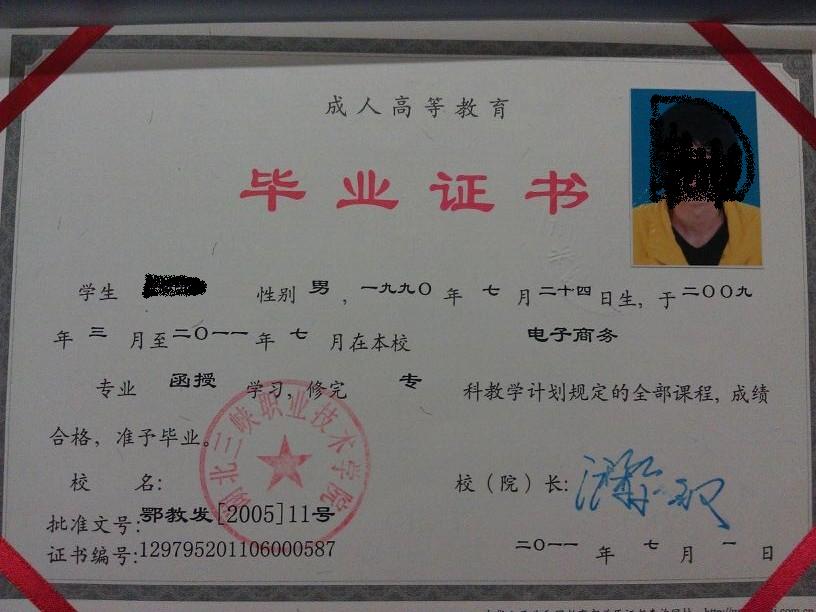 成人高等教育
毕业证书
学生 性别 男 ，一九九〇 年 七 月 二十四 日生，于 二〇〇九
年 三 月至 二〇一一 年 七 月在本校 电子商务
专业 函授 学习，修完 专 科教学计划规定的全部课程，成绩
合格，准予毕业。
湖北三峡职业技术学院
校 名： 校（院）长：
批准文号：鄂教发[2005]11号
证书编号：129795201106000587
二〇一一 年 七 月 一 日